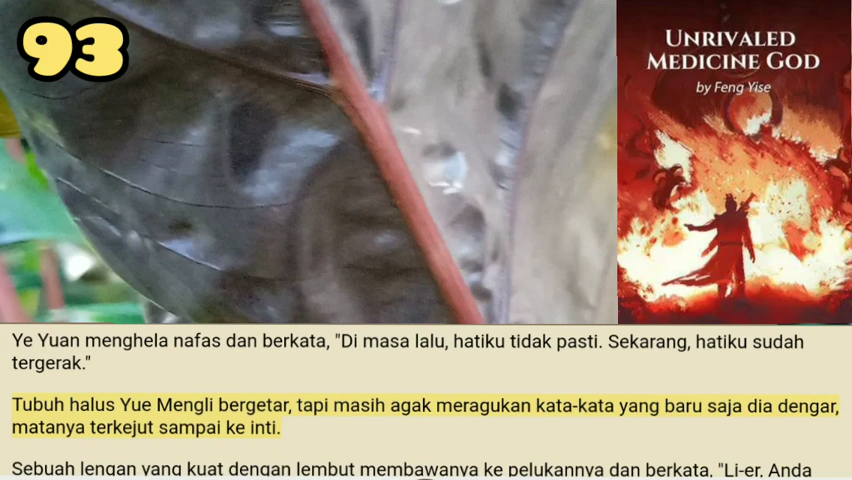 93
UNRIVALED
MEDICINE GOD
by Feng Yise
Ye Yuan menghela nafas dan berkata, "Di masa lalu, hatiku tidak pasti. Sekarang, hatiku sudah
tergerak."
Tubuh halus Yue Mengli bergetar, tapi masih agak meragukan kata-kata yang baru saja dia dengar,
matanya terkejut sampai ke inti.
Sebuah lengan yang kuat dengan lembut membawanya ke pelukannya dan berkata, "Li-er, Anda